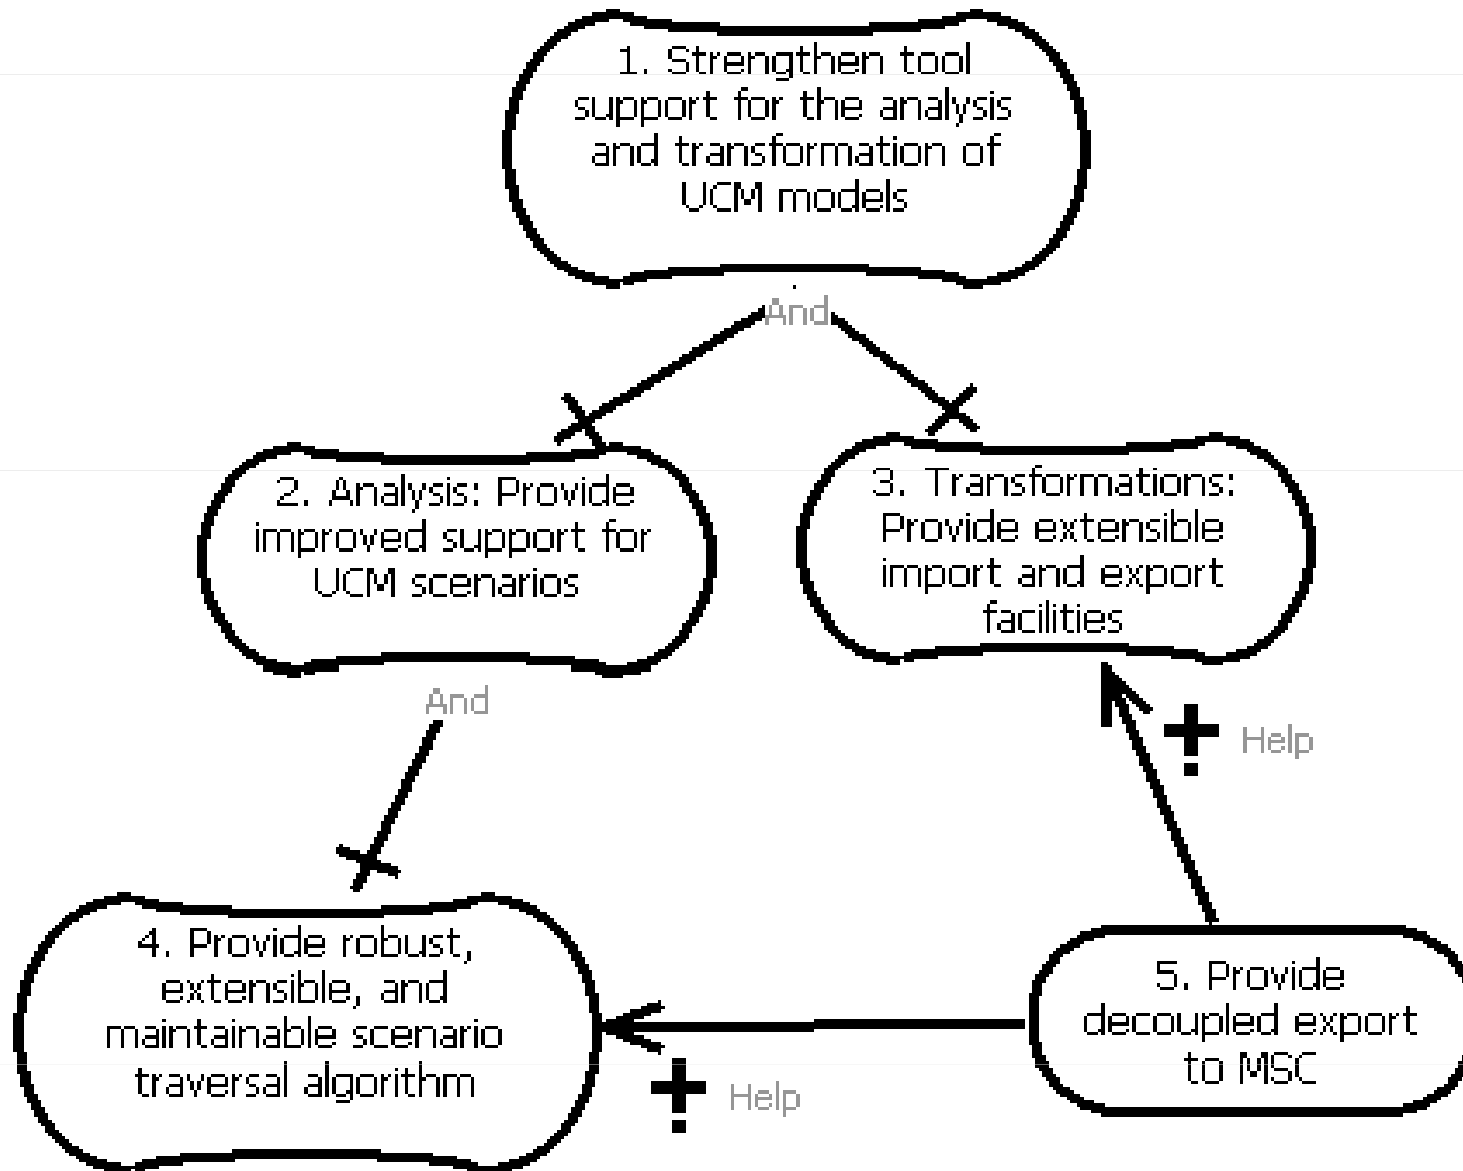 1. Strengthen tool
support for the analysis
and transformation of
UCM models
And
2. Analysis: Provide
improved support for
UCM scenarios
3. Transformations:
Provide extensible
import and export
facilities
And
Help
4. Provide robust,
extensible, and
maintainable scenario
traversal algorithm
5. Provide
decoupled export
to MSC
Help